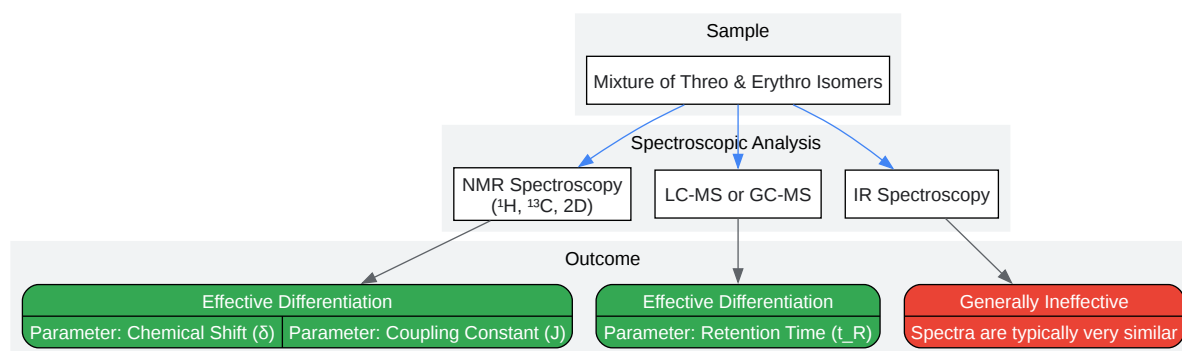 Sample
Mixture of Threo & Erythro Isomers
Spectroscopic Analysis
NMR Spectroscopy
(¹H, ¹³C, 2D)
LC-MS or GC-MS
IR Spectroscopy
Outcome
Effective Differentiation
Parameter: Chemical Shift (δ)
Parameter: Coupling Constant (J)
Effective Differentiation
Parameter: Retention Time (t_R)
Generally Ineffective
Spectra are typically very similar